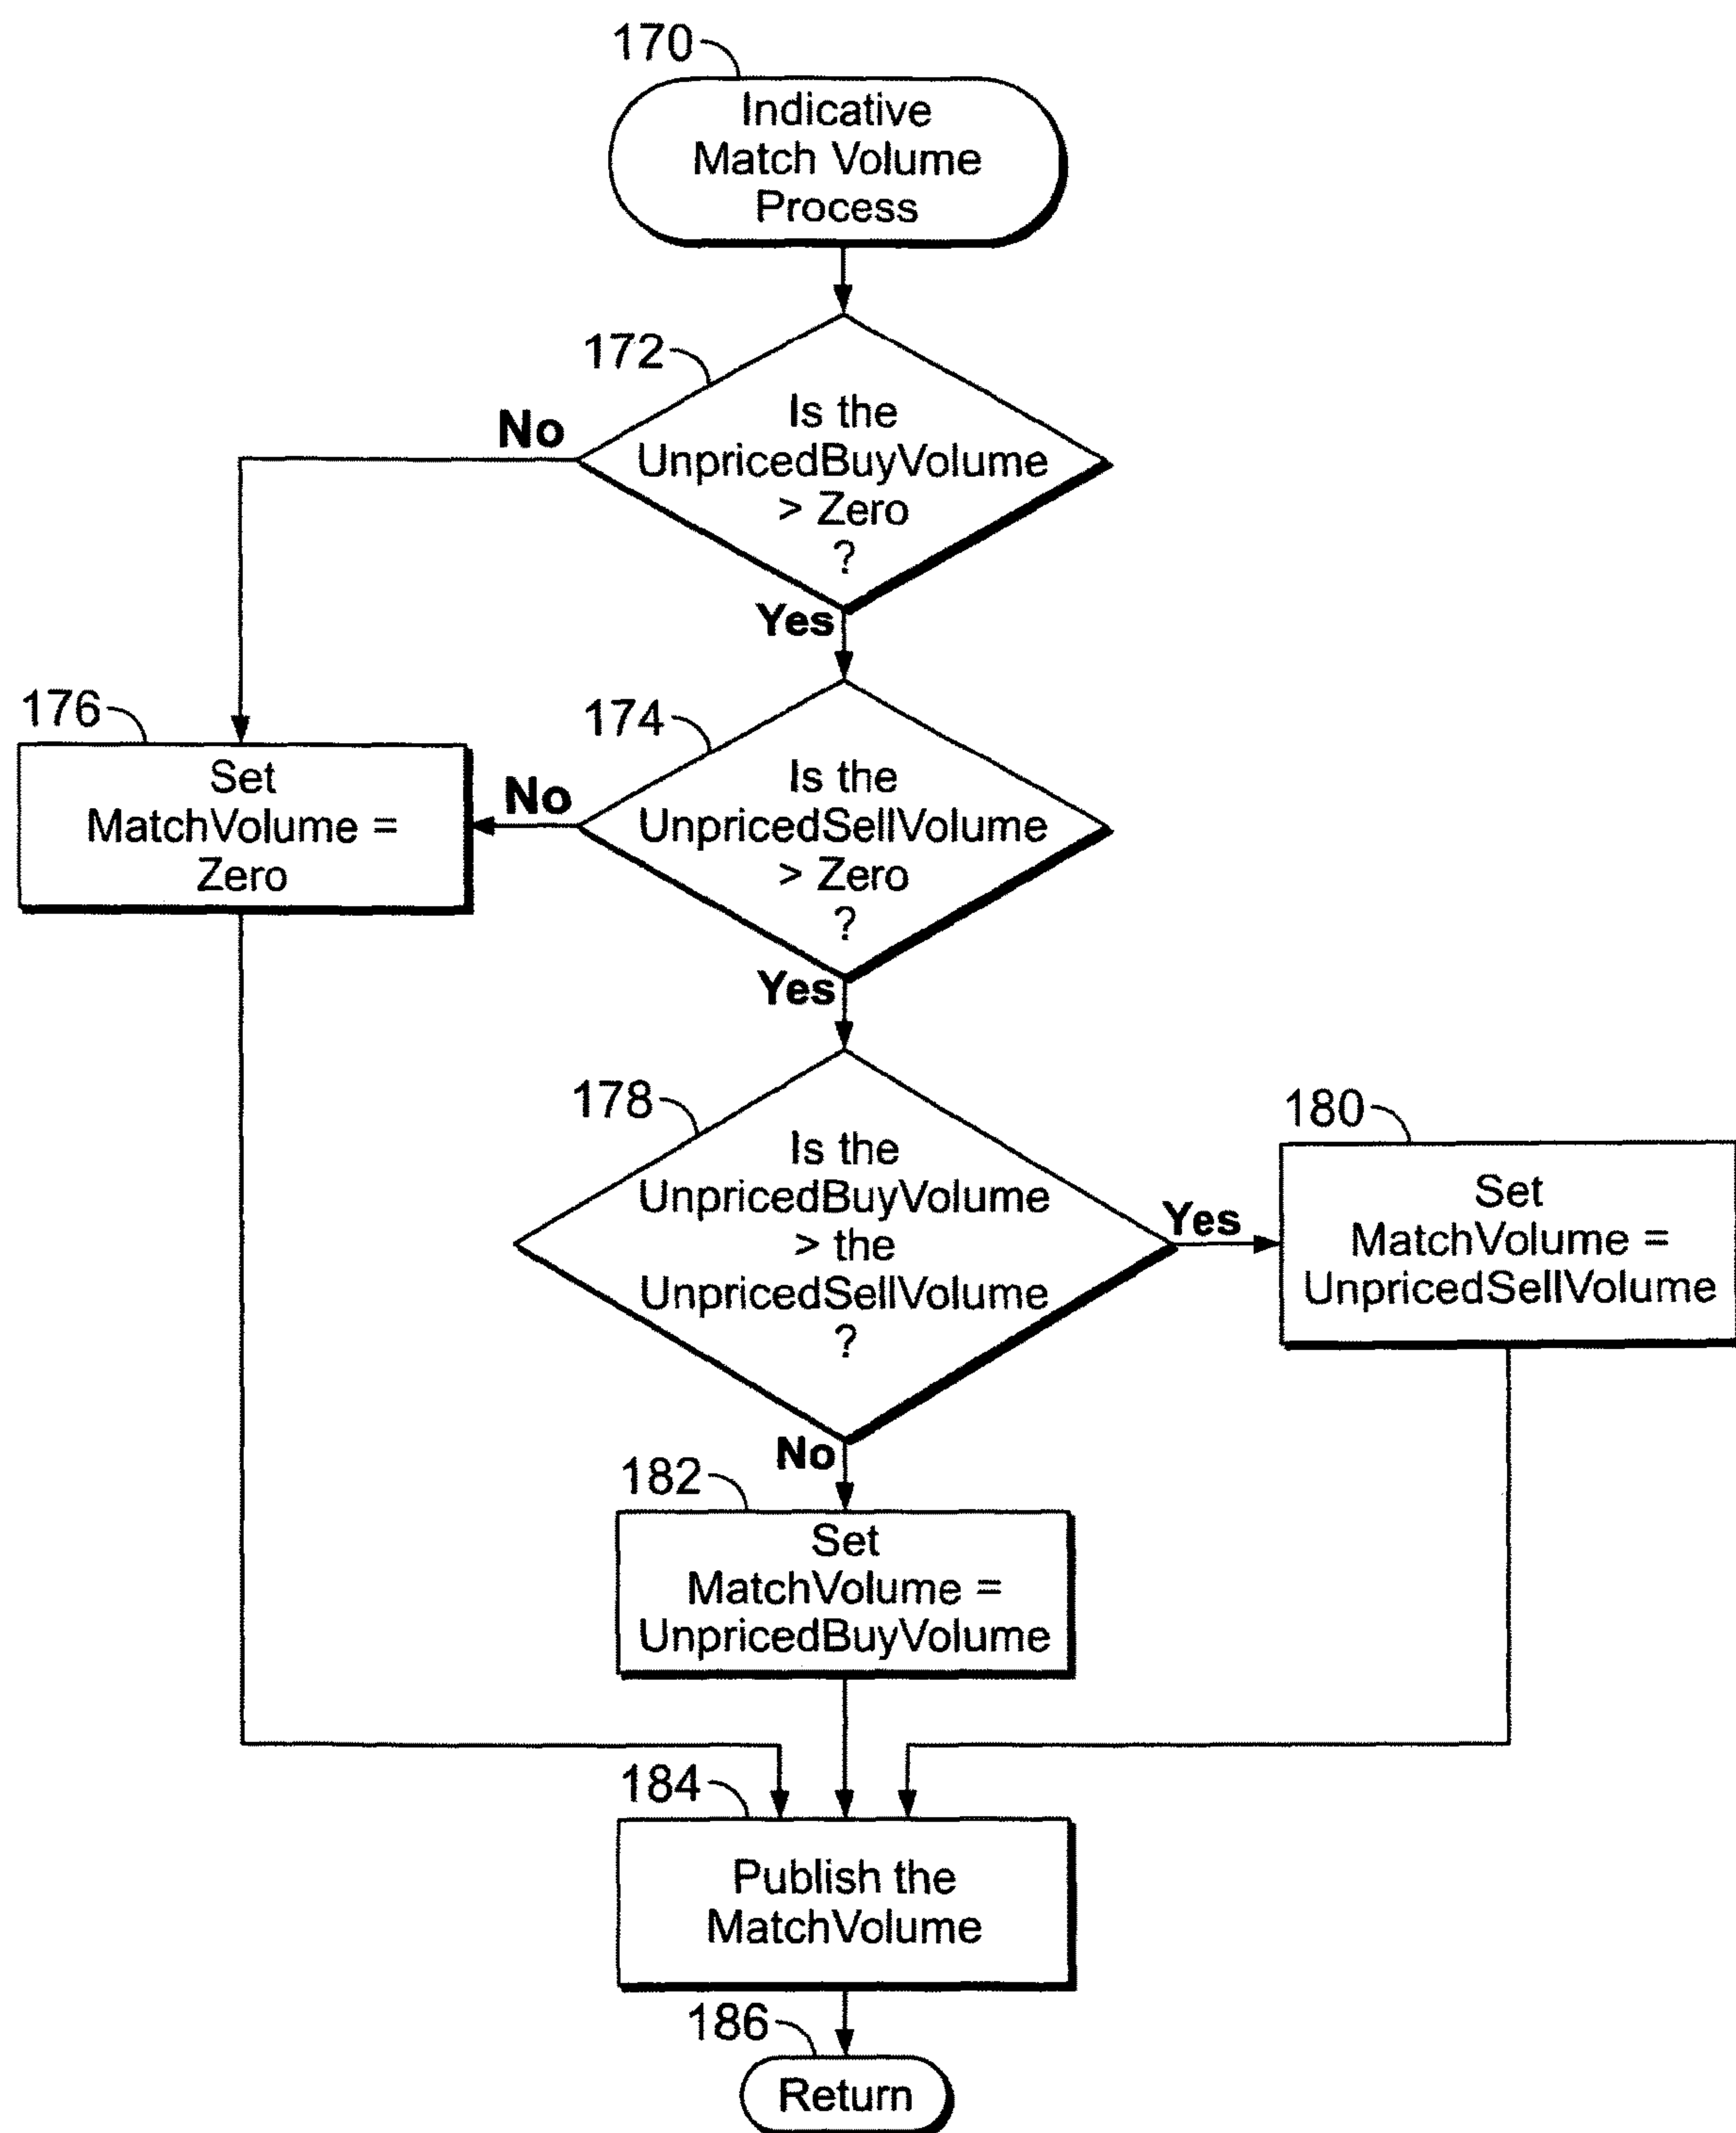 170
Indicative
Match Volume
Process
172
Is the
UnpricedBuyVolume
> Zero
?
No
Yes
174
Is the
UnpricedSellVolume
> Zero
?
No
Yes
176
Set
MatchVolume =
Zero
178
Is the
UnpricedBuyVolume
> the
UnpricedSellVolume
?
Yes
No
180
Set
MatchVolume =
UnpricedSellVolume
182
Set
MatchVolume =
UnpricedBuyVolume
184
Publish the
MatchVolume
186
Return